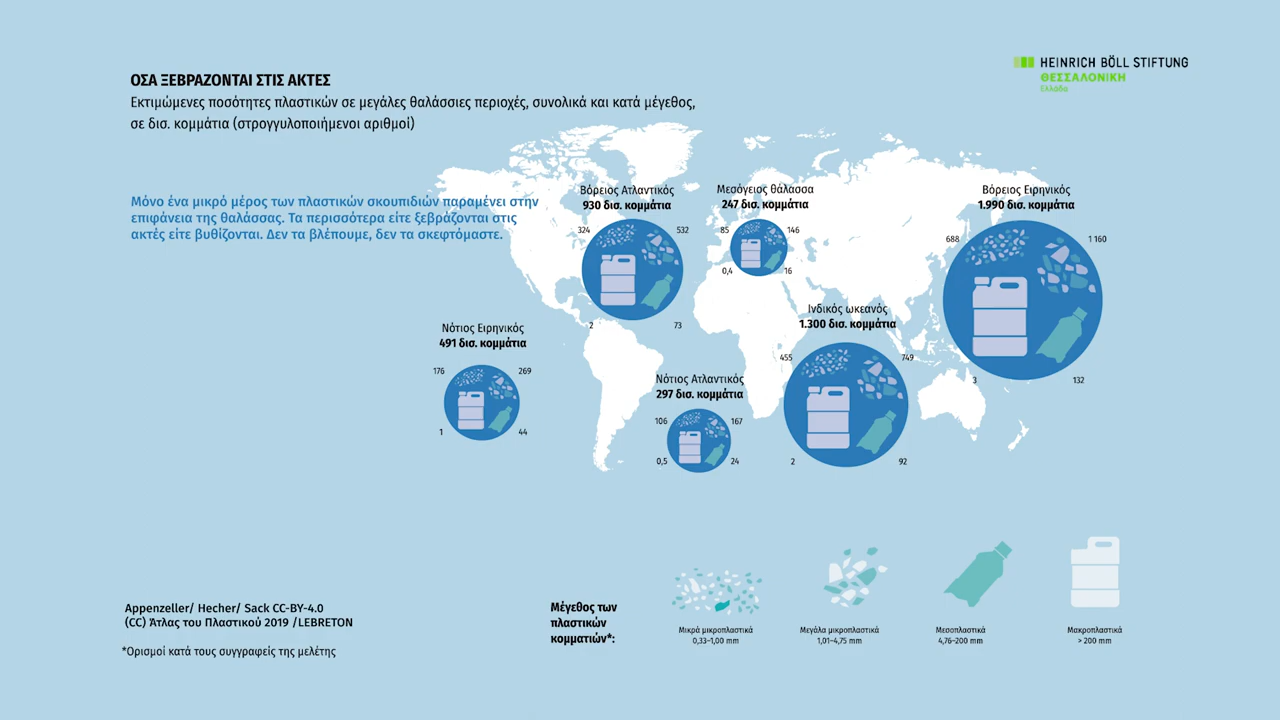 ΟΣΑ ΞΕΒΡΑΖΟΝΤΑΙ ΣΤΙΣ ΑΚΤΕΣ
Εκτιμώμενες ποσότητες πλαστικών σε μεγάλες θαλάσσιες περιοχές, συνολικά και κατά μέγεθος,
σε δισ. κομμάτια (στρογγυλοποιήμενοι αριθμοί)
HEINRICH BÖLL STIFTUNG
ΘΕΣΣΑΛΟΝΙΚΗ
Ελλάδα
Μόνο ένα μικρό μέρος των πλαστικών σκουπιδιών παραμένει στην
επιφάνεια της θαλάσσας. Τα περισσότερα είτε ξεβράζονται στις
ακτές είτε βυθίζονται. Δεν τα βλέπουμε, δεν τα σκεφτόμαστε.
Βόρειος Ατλαντικός
930 δισ. κομμάτια
324 532
2 73
Μεσόγειος θάλασσα
247 δισ. κομμάτια
85 146
0,4 16
Βόρειος Ειρηνικός
1.990 δισ. κομμάτια
688 1 160
3 132
Ινδικός ωκεανός
1.300 δισ. κομμάτια
455 749
2 92
Νότιος Ειρηνικός
491 δισ. κομμάτια
176 269
1 44
Νότιος Ατλαντικός
297 δισ. κομμάτια
106 167
0,5 24
Appenzeller/ Hecher/ Sack CC-BY-4.0
(CC) Άτλας του Πλαστικού 2019 /LEBRETON
*Ορισμοί κατά τους συγγραφείς της μελέτης
Μέγεθος των
πλαστικών
κομματιών*:
Μικρά μικροπλαστικά
0,33–1,00 mm
Μεγάλα μικροπλαστικά
1,01–4,75 mm
Μεσοπλαστικά
4,76–200 mm
Μακροπλαστικά
> 200 mm